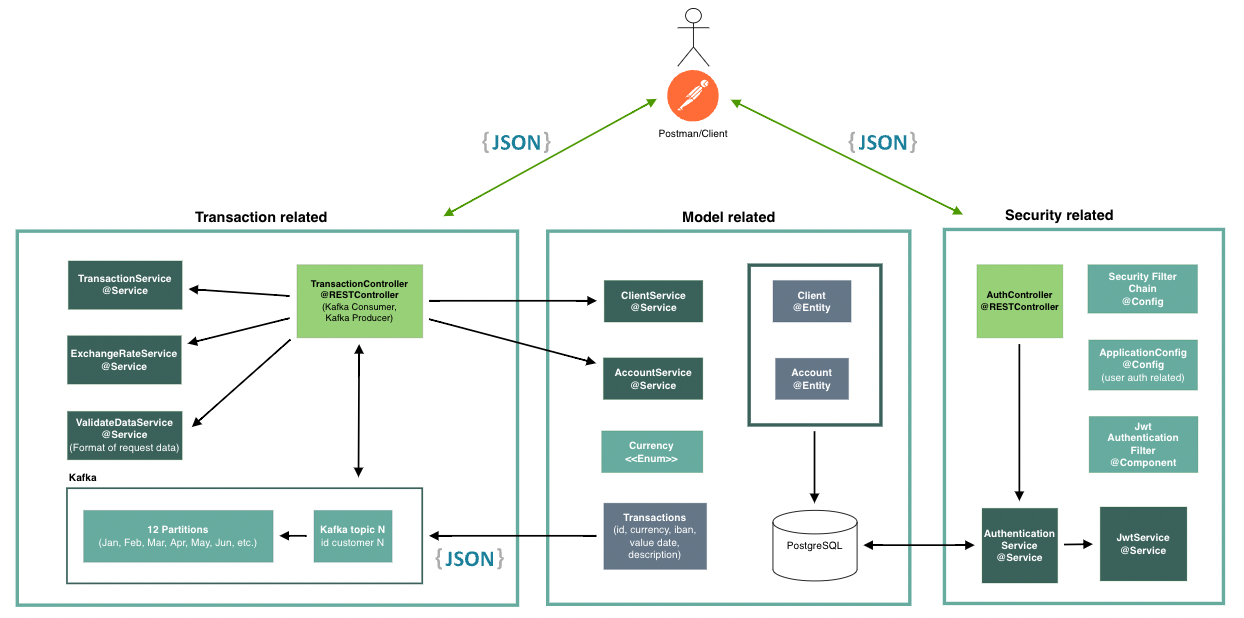 Postman/Client
{JSON}
{JSON}
Transaction related
Model related
Security related
TransactionService
@Service
TransactionController
@RESTController
(Kafka Consumer,
Kafka Producer)
ExchangeRateService
@Service
ValidateDataService
@Service
(Format of request data)
Kafka
12 Partitions
(Jan, Feb, Mar, Apr, May, Jun, etc.)
Kafka topic N
id customer N
{JSON}
ClientService
@Service
AccountService
@Service
Currency
<<Enum>>
Transactions
(id, currency, iban,
value date,
description)
Client
@Entity
Account
@Entity
PostgreSQL
AuthController
@RESTController
Security Filter
Chain
@Config
ApplicationConfig
@Config
(user auth related)
Jwt
Authentication
Filter
@Component
Authentication
Service
@Service
JwtService
@Service